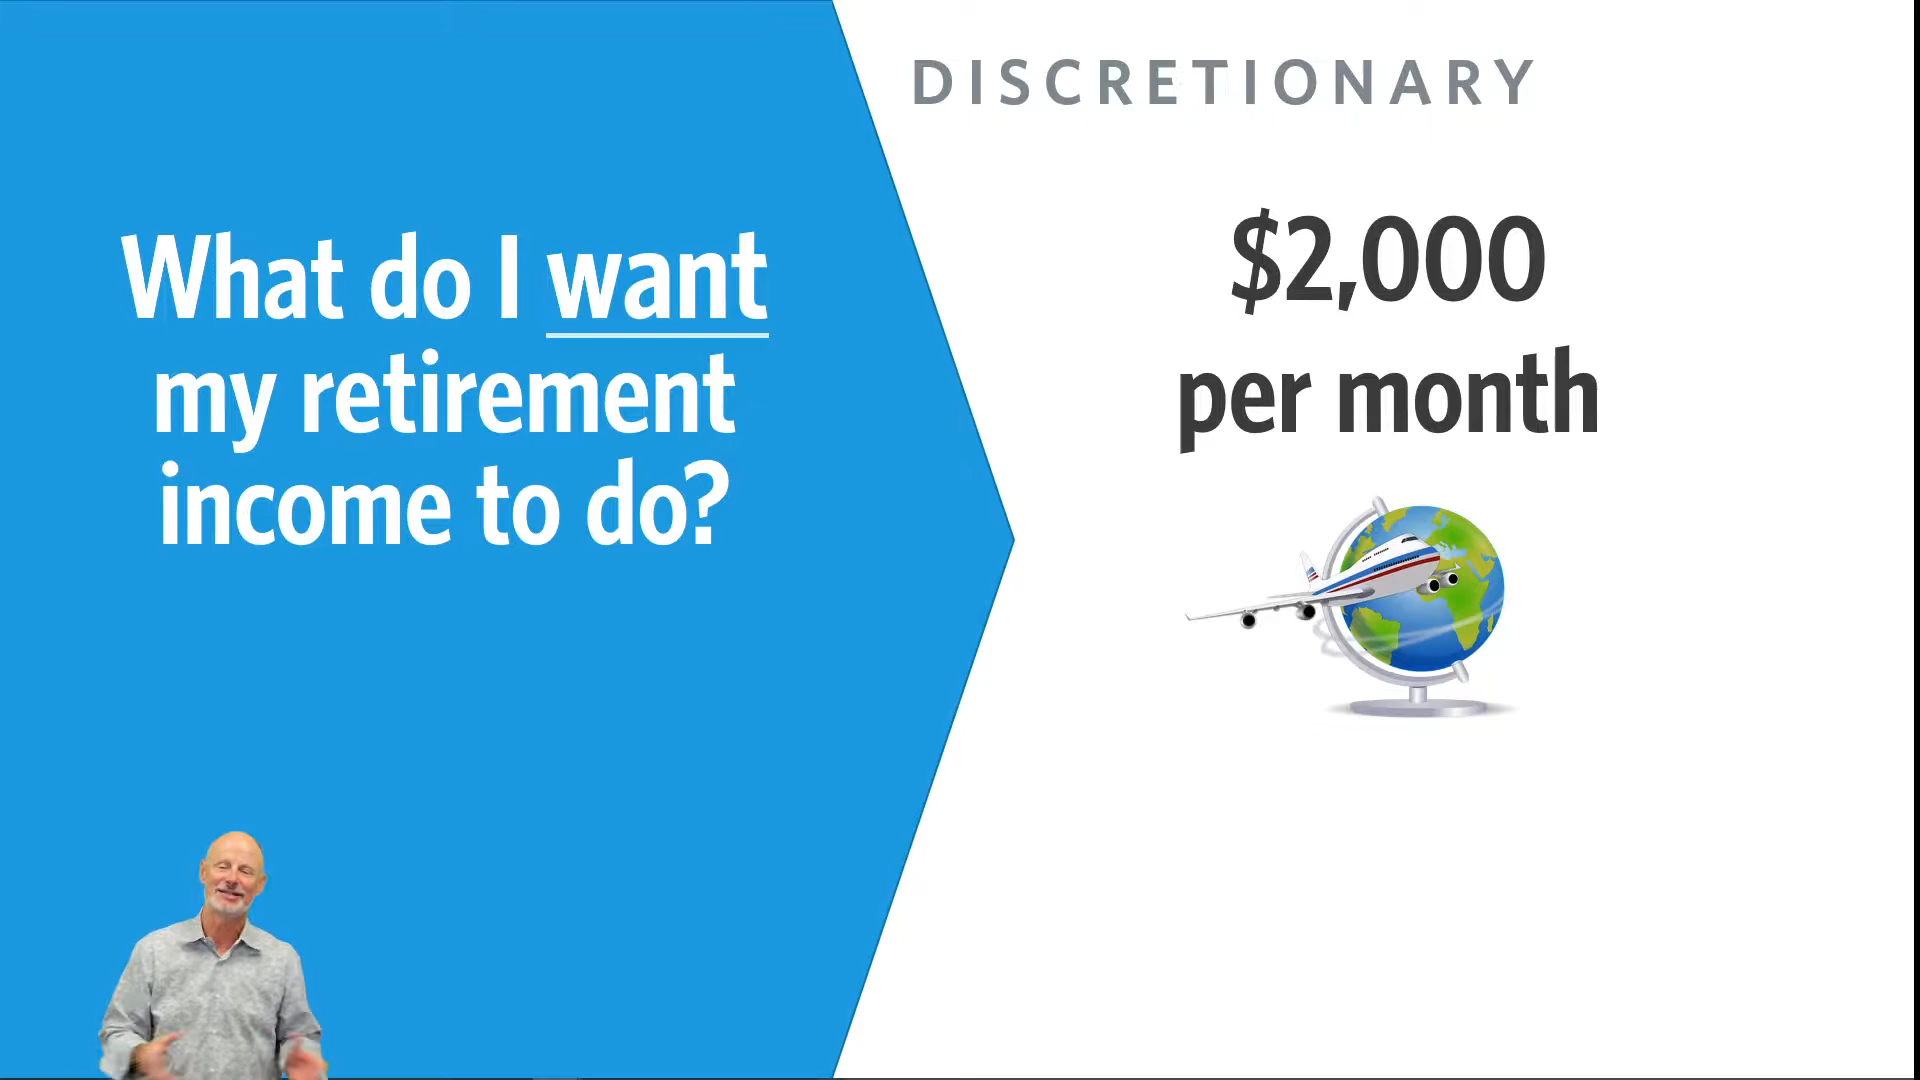 What do I want
my retirement
income to do?
DISCRETIONARY
$2,000
per month